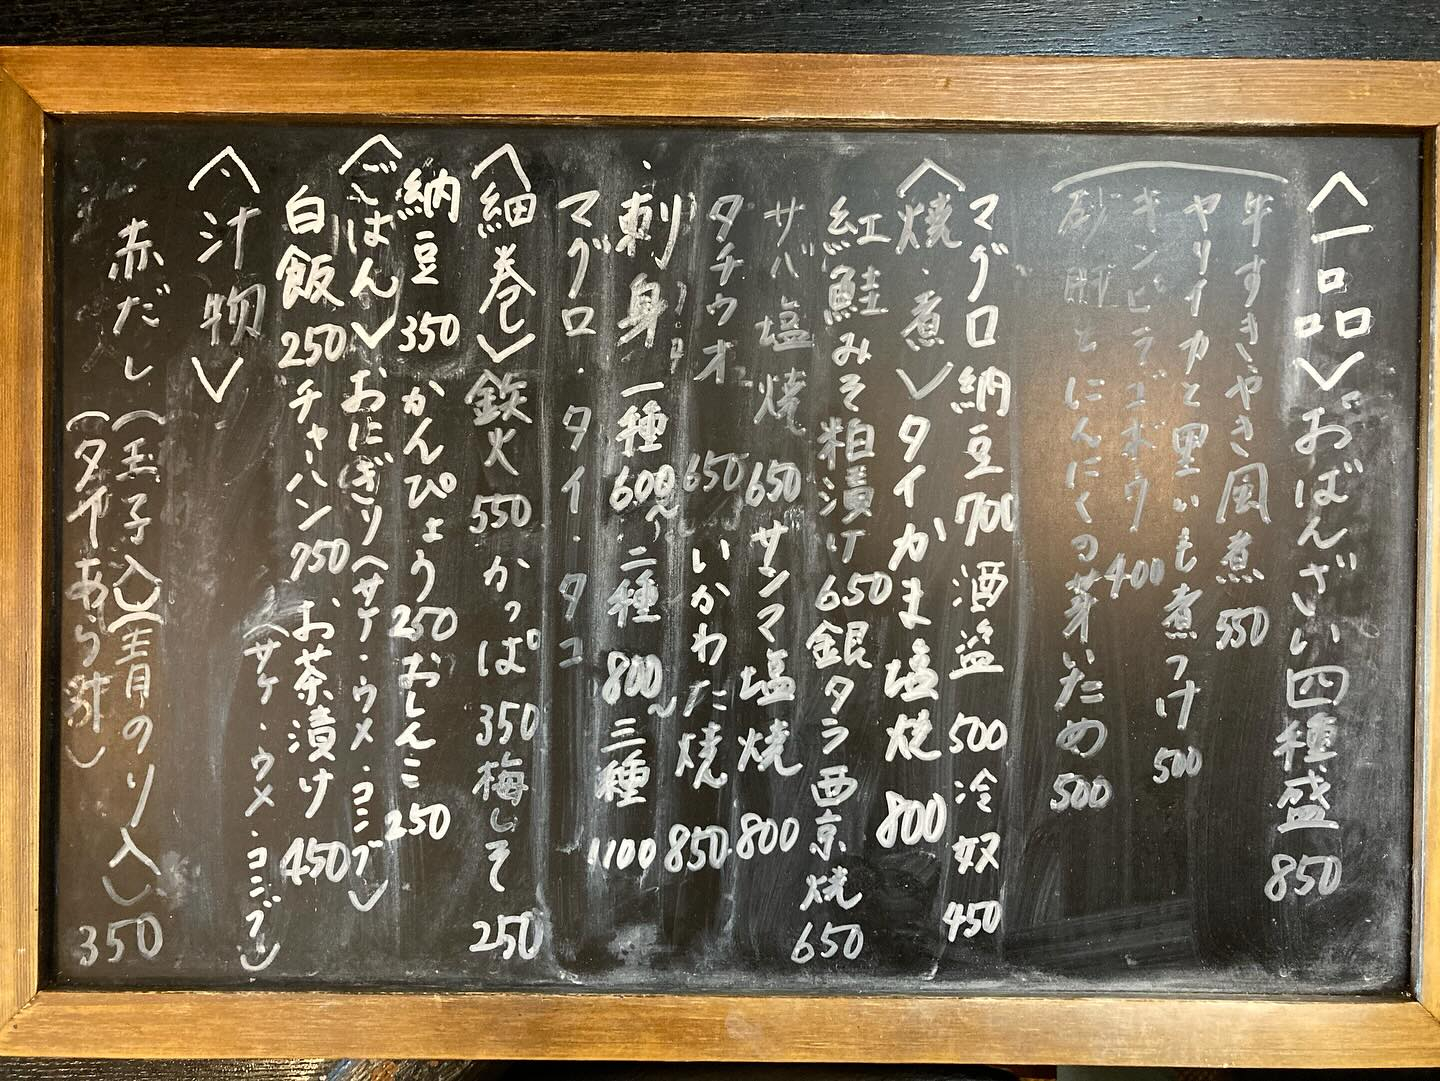 〈一品〉おばんざい四種盛 850
牛すきやき風煮 550
ヤリイカと里いも煮つけ 500
キンピラゴボウ 400
砂肝とにんにくの芽いため 500
マグロ納豆 700 酒盗 500 冷奴 450
〈焼・煮〉タイかま塩焼 800
紅鮭みそ粕漬け 650 銀ダラ西京焼 650
サバ塩焼 650 サンマ塩焼 800
タチウオ 650 いかわた焼 850
刺身 一種 600〜 二種 800〜 三種 1100
マグロ・タイ・タコ
〈細巻〉鉄火 550 かっぱ 350 梅しそ 250
納豆 350 かんぴょう 250 おしんこ 250
〈ごはん〉おにぎり(サケ・ウメ・コンブ)
白飯 250 チャーハン 750 お茶漬け 450
(サケ・ウメ・コンブ)
〈汁物〉
赤だし(玉子入)(青のり入) 350
(タイあら汁)